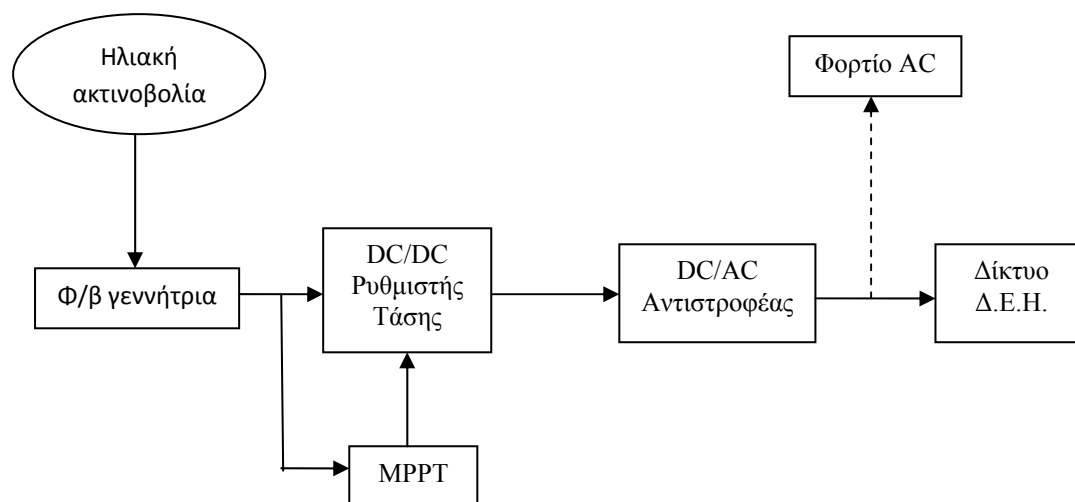 Ηλιακή
ακτινοβολία
Φορτίο AC
DC/DC
Ρυθμιστής
Τάσης
DC/AC
Αντιστροφέας
Δίκτυο
Δ.Ε.Η.
Φ/β γεννήτρια
MPPT